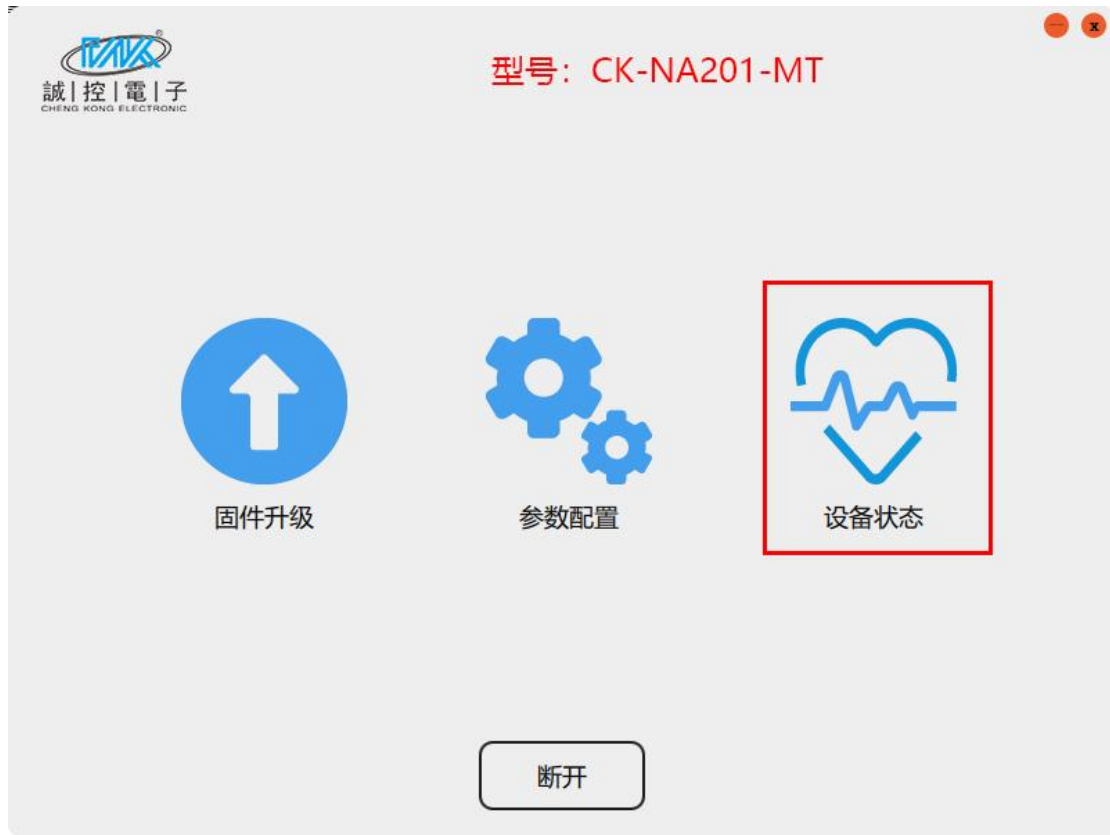 誠|控|電|子
CHENG KONG ELECTRONIC
型号：CK-NA201-MT
x
固件升级
参数配置
设备状态
断开